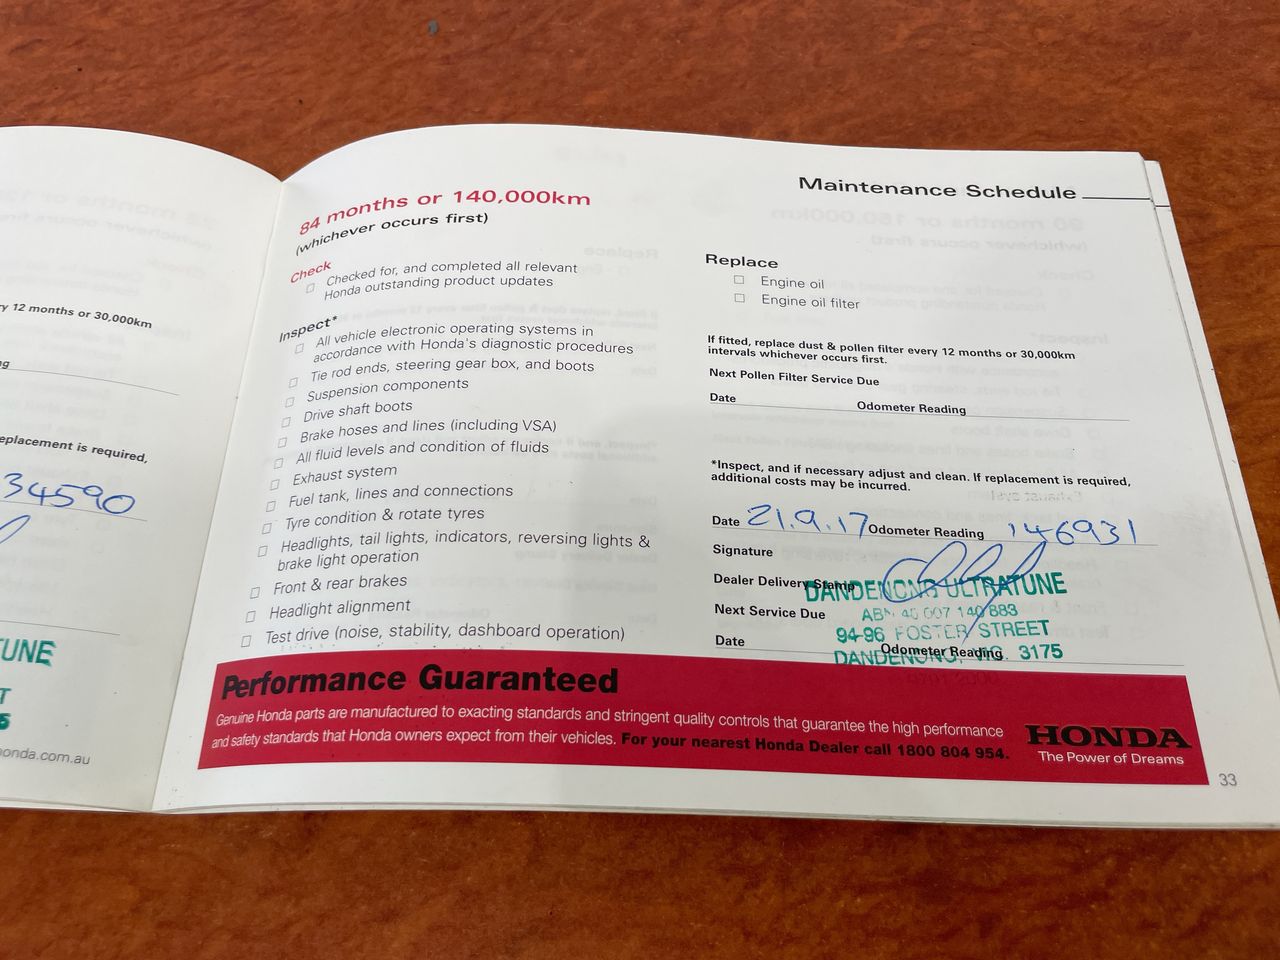 y 12 months or 30,000km
eplacement is required,
34590
UNE
T
5
onda.com.au
Maintenance Schedule
84 months or 140,000km
(whichever occurs first)
Check
Checked for, and completed all relevant
Honda outstanding product updates
Inspect*
All vehicle electronic operating systems in
accordance with Honda's diagnostic procedures
Tie rod ends, steering gear box, and boots
Suspension components
Drive shaft boots
Brake hoses and lines (including VSA)
All fluid levels and condition of fluids
Exhaust system
Fuel tank, lines and connections
Tyre condition & rotate tyres
Headlights, tail lights, indicators, reversing lights &
brake light operation
Front & rear brakes
Headlight alignment
Test drive (noise, stability, dashboard operation)
Replace
Engine oil
Engine oil filter
If fitted, replace dust & pollen filter every 12 months or 30,000km
intervals whichever occurs first.
Next Pollen Filter Service Due
Date Odometer Reading
*Inspect, and if necessary adjust and clean. If replacement is required,
additional costs may be incurred.
Date 21.9.17 Odometer Reading 146931
Signature
Dealer Delivery Stamp
DANDENONG ULTRATUNE
ABN 40 007 140 883
Next Service Due
94-96 FOSTER STREET
Date Odometer Reading
DANDENONG, VIC. 3175
Performance Guaranteed
Genuine Honda parts are manufactured to exacting standards and stringent quality controls that guarantee the high performance
and safety standards that Honda owners expect from their vehicles. For your nearest Honda Dealer call 1800 804 954.
HONDA
The Power of Dreams
33